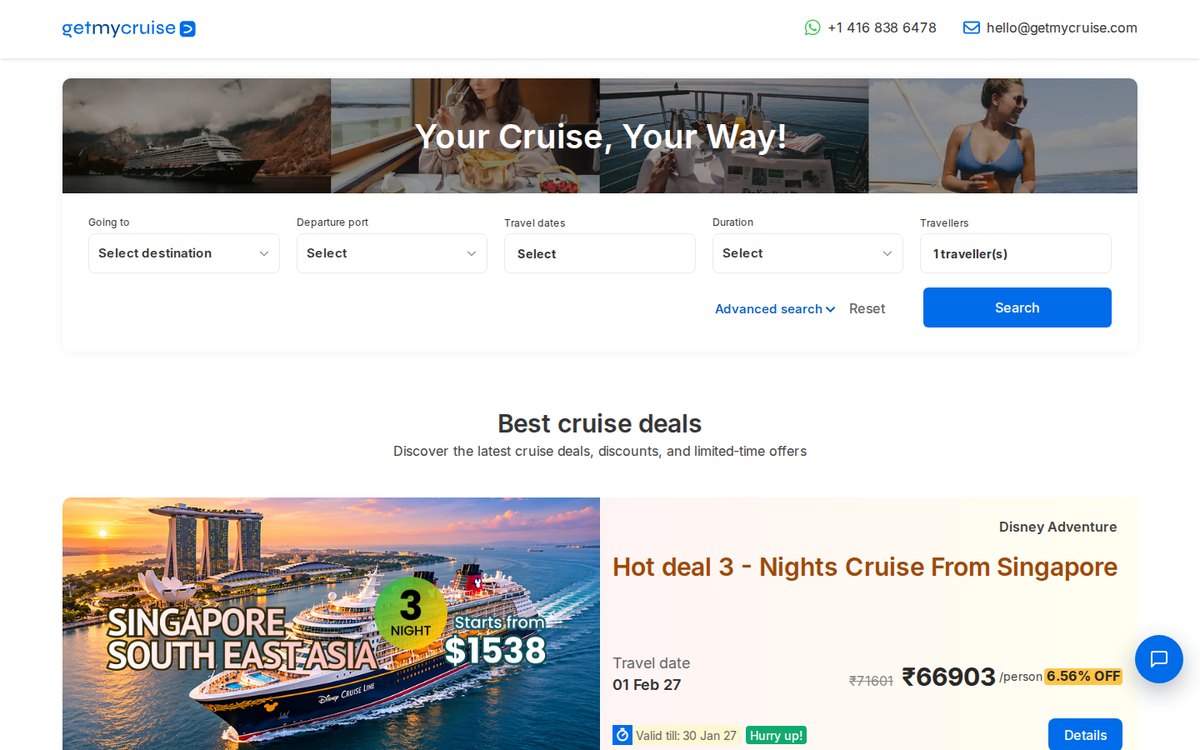 getmycruise
+1 416 838 6478
hello@getmycruise.com
Your Cruise, Your Way!
Going to
Departure port
Travel dates
Duration
Travellers
Select destination
Select
Select
Select
1 traveller(s)
Advanced search
Reset
Search
Best cruise deals
Discover the latest cruise deals, discounts, and limited-time offers
SINGAPORE
SOUTH EAST ASIA
3
NIGHT
Starts from
$1538
DISNEY CRUISE LINE
Disney Adventure
Hot deal 3 - Nights Cruise From Singapore
Travel date
01 Feb 27
₹71601 ₹66903 /person 6.56% OFF
Valid till: 30 Jan 27 Hurry up!
Details